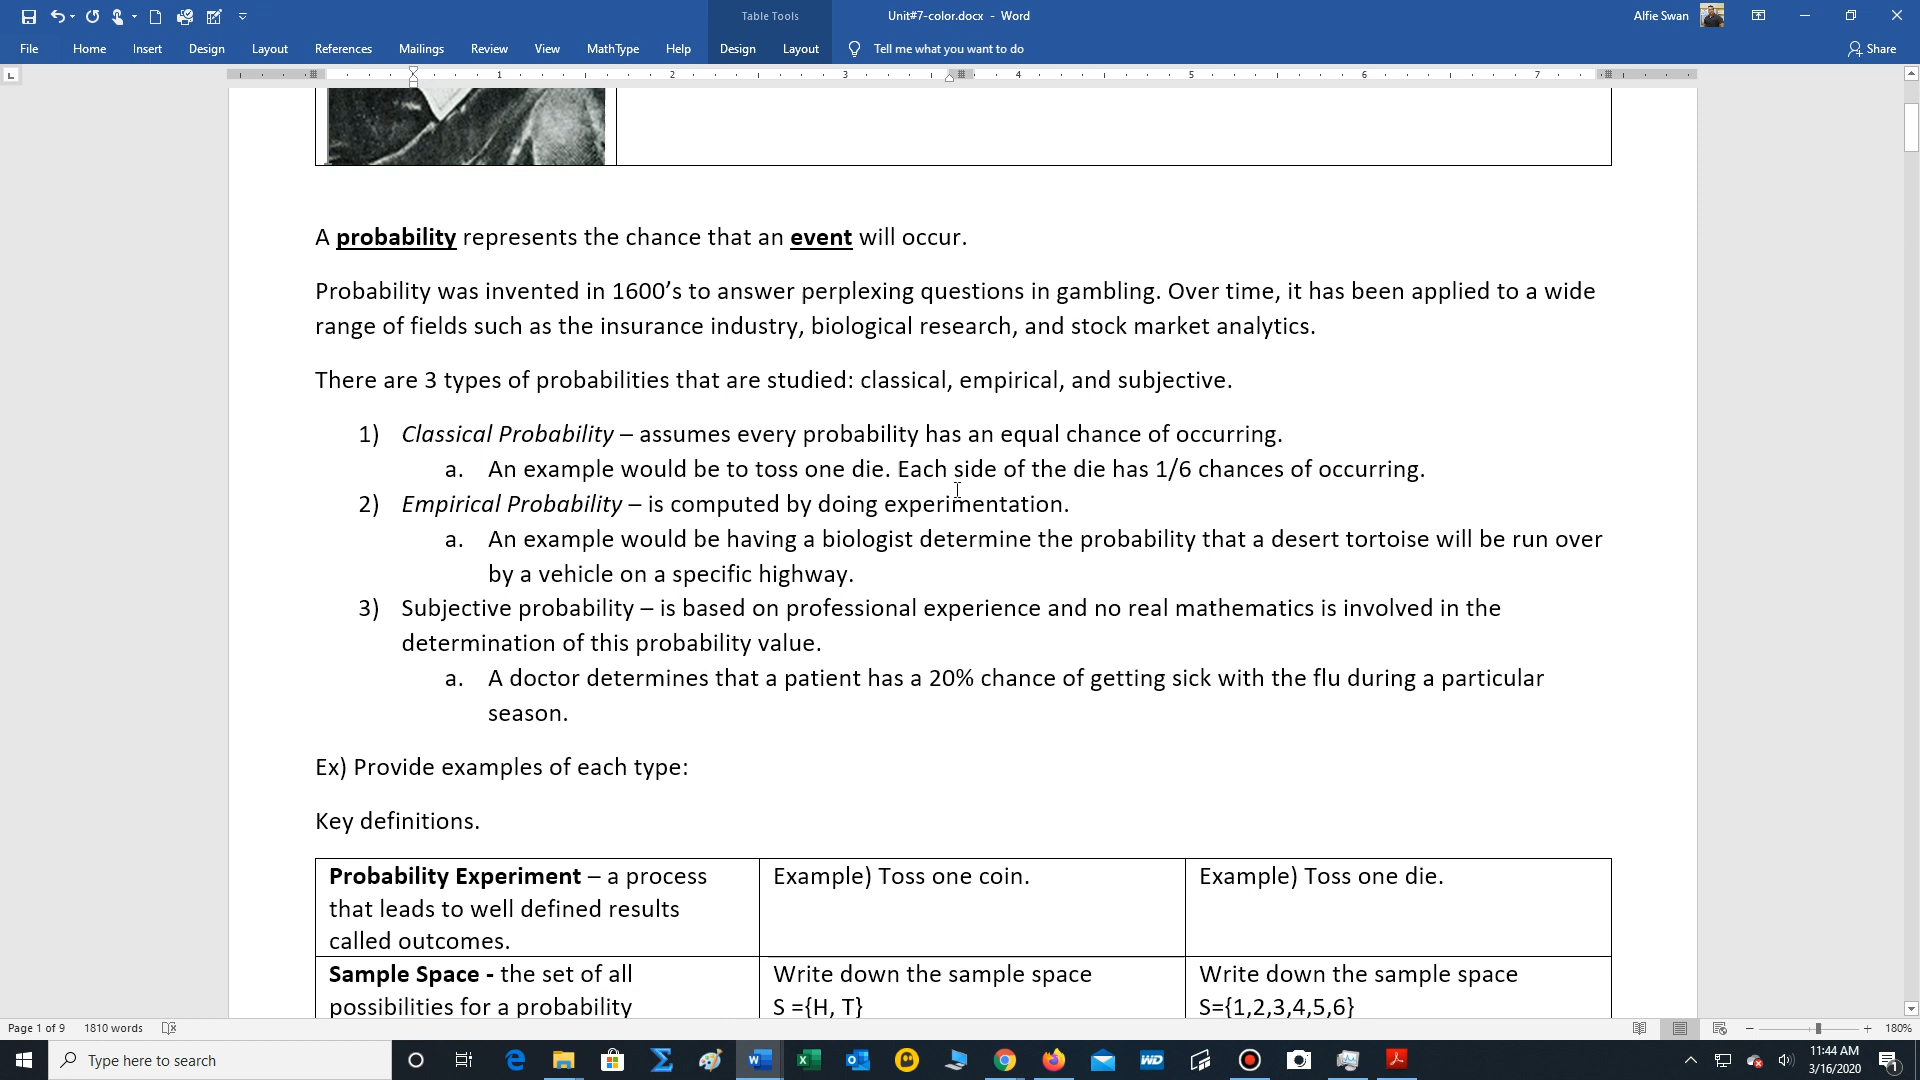 Table Tools
Unit#7-color.docx - Word
Alfie Swan
File Home Insert Design Layout References Mailings Review View MathType Help Design Layout Tell me what you want to do Share
1 2 3 4 5 6 7
A probability represents the chance that an event will occur.
Probability was invented in 1600’s to answer perplexing questions in gambling. Over time, it has been applied to a wide
range of fields such as the insurance industry, biological research, and stock market analytics.
There are 3 types of probabilities that are studied: classical, empirical, and subjective.
1) Classical Probability – assumes every probability has an equal chance of occurring.
a. An example would be to toss one die. Each side of the die has 1/6 chances of occurring.
2) Empirical Probability – is computed by doing experimentation.
a. An example would be having a biologist determine the probability that a desert tortoise will be run over
by a vehicle on a specific highway.
3) Subjective probability – is based on professional experience and no real mathematics is involved in the
determination of this probability value.
a. A doctor determines that a patient has a 20% chance of getting sick with the flu during a particular
season.
Ex) Provide examples of each type:
Key definitions.
Probability Experiment – a process
that leads to well defined results
called outcomes.
Example) Toss one coin.
Example) Toss one die.
Sample Space - the set of all
possibilities for a probability
Write down the sample space
S ={H, T}
Write down the sample space
S={1,2,3,4,5,6}
Page 1 of 9 1810 words
180%
Type here to search
11:44 AM
3/16/2020